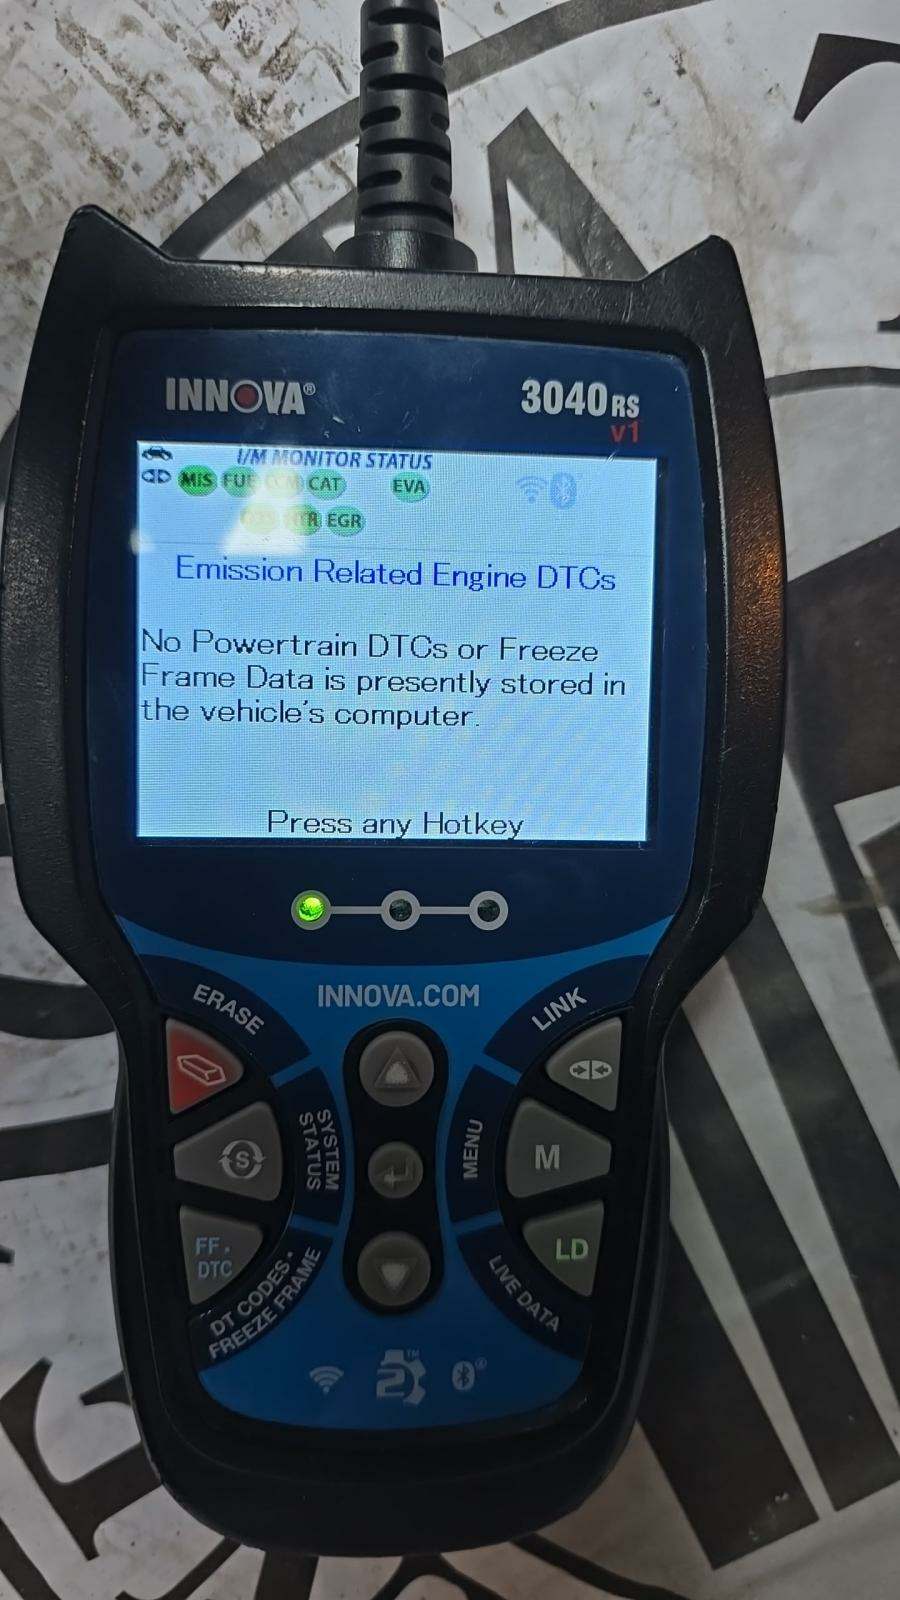 INNOVA®
3040RS
v1
I/M MONITOR STATUS
MIS FUE CAT EVA
EGR
Emission Related Engine DTCs
No Powertrain DTCs or Freeze
Frame Data is presently stored in
the vehicle's computer.
Press any Hotkey
INNOVA.COM
ERASE
LINK
SYSTEM
STATUS
S
MENU
M
FF.
DTC
DT CODES.
FREEZE FRAME
LIVE DATA
LD
2